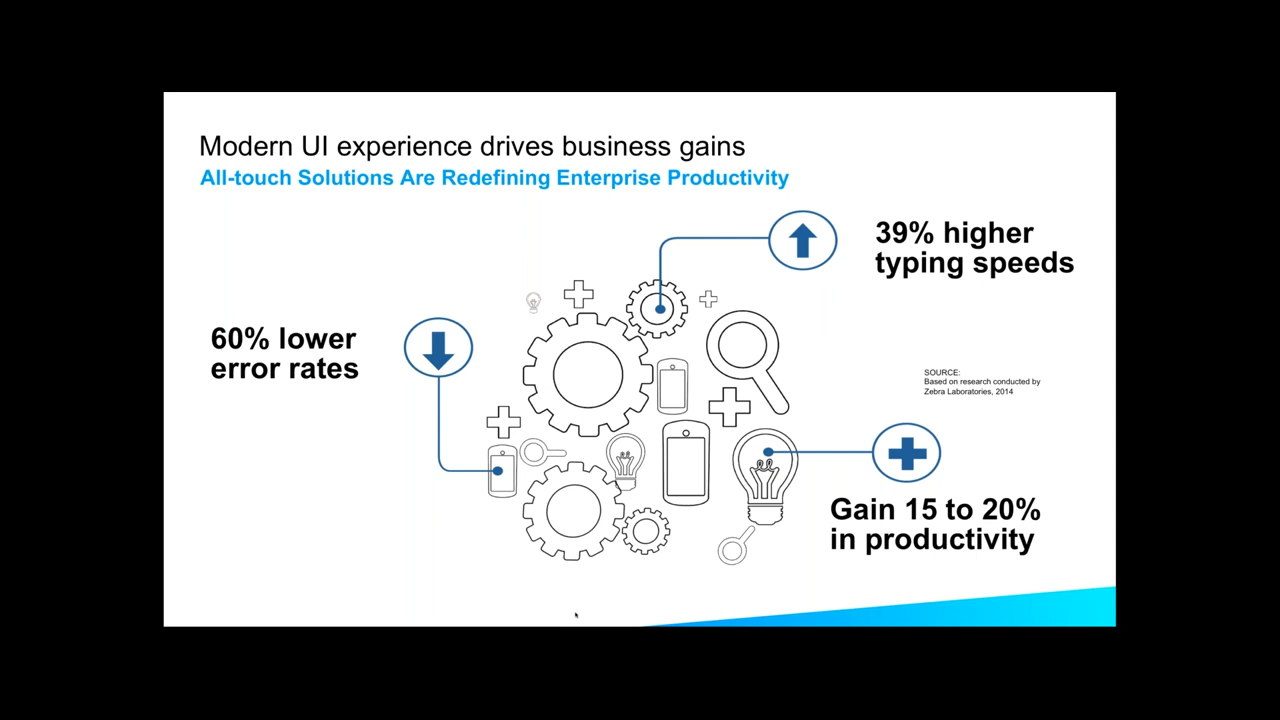 Modern UI experience drives business gains
All-touch Solutions Are Redefining Enterprise Productivity
39% higher
typing speeds
60% lower
error rates
SOURCE:
Based on research conducted by
Zebra Laboratories, 2014
Gain 15 to 20%
in productivity